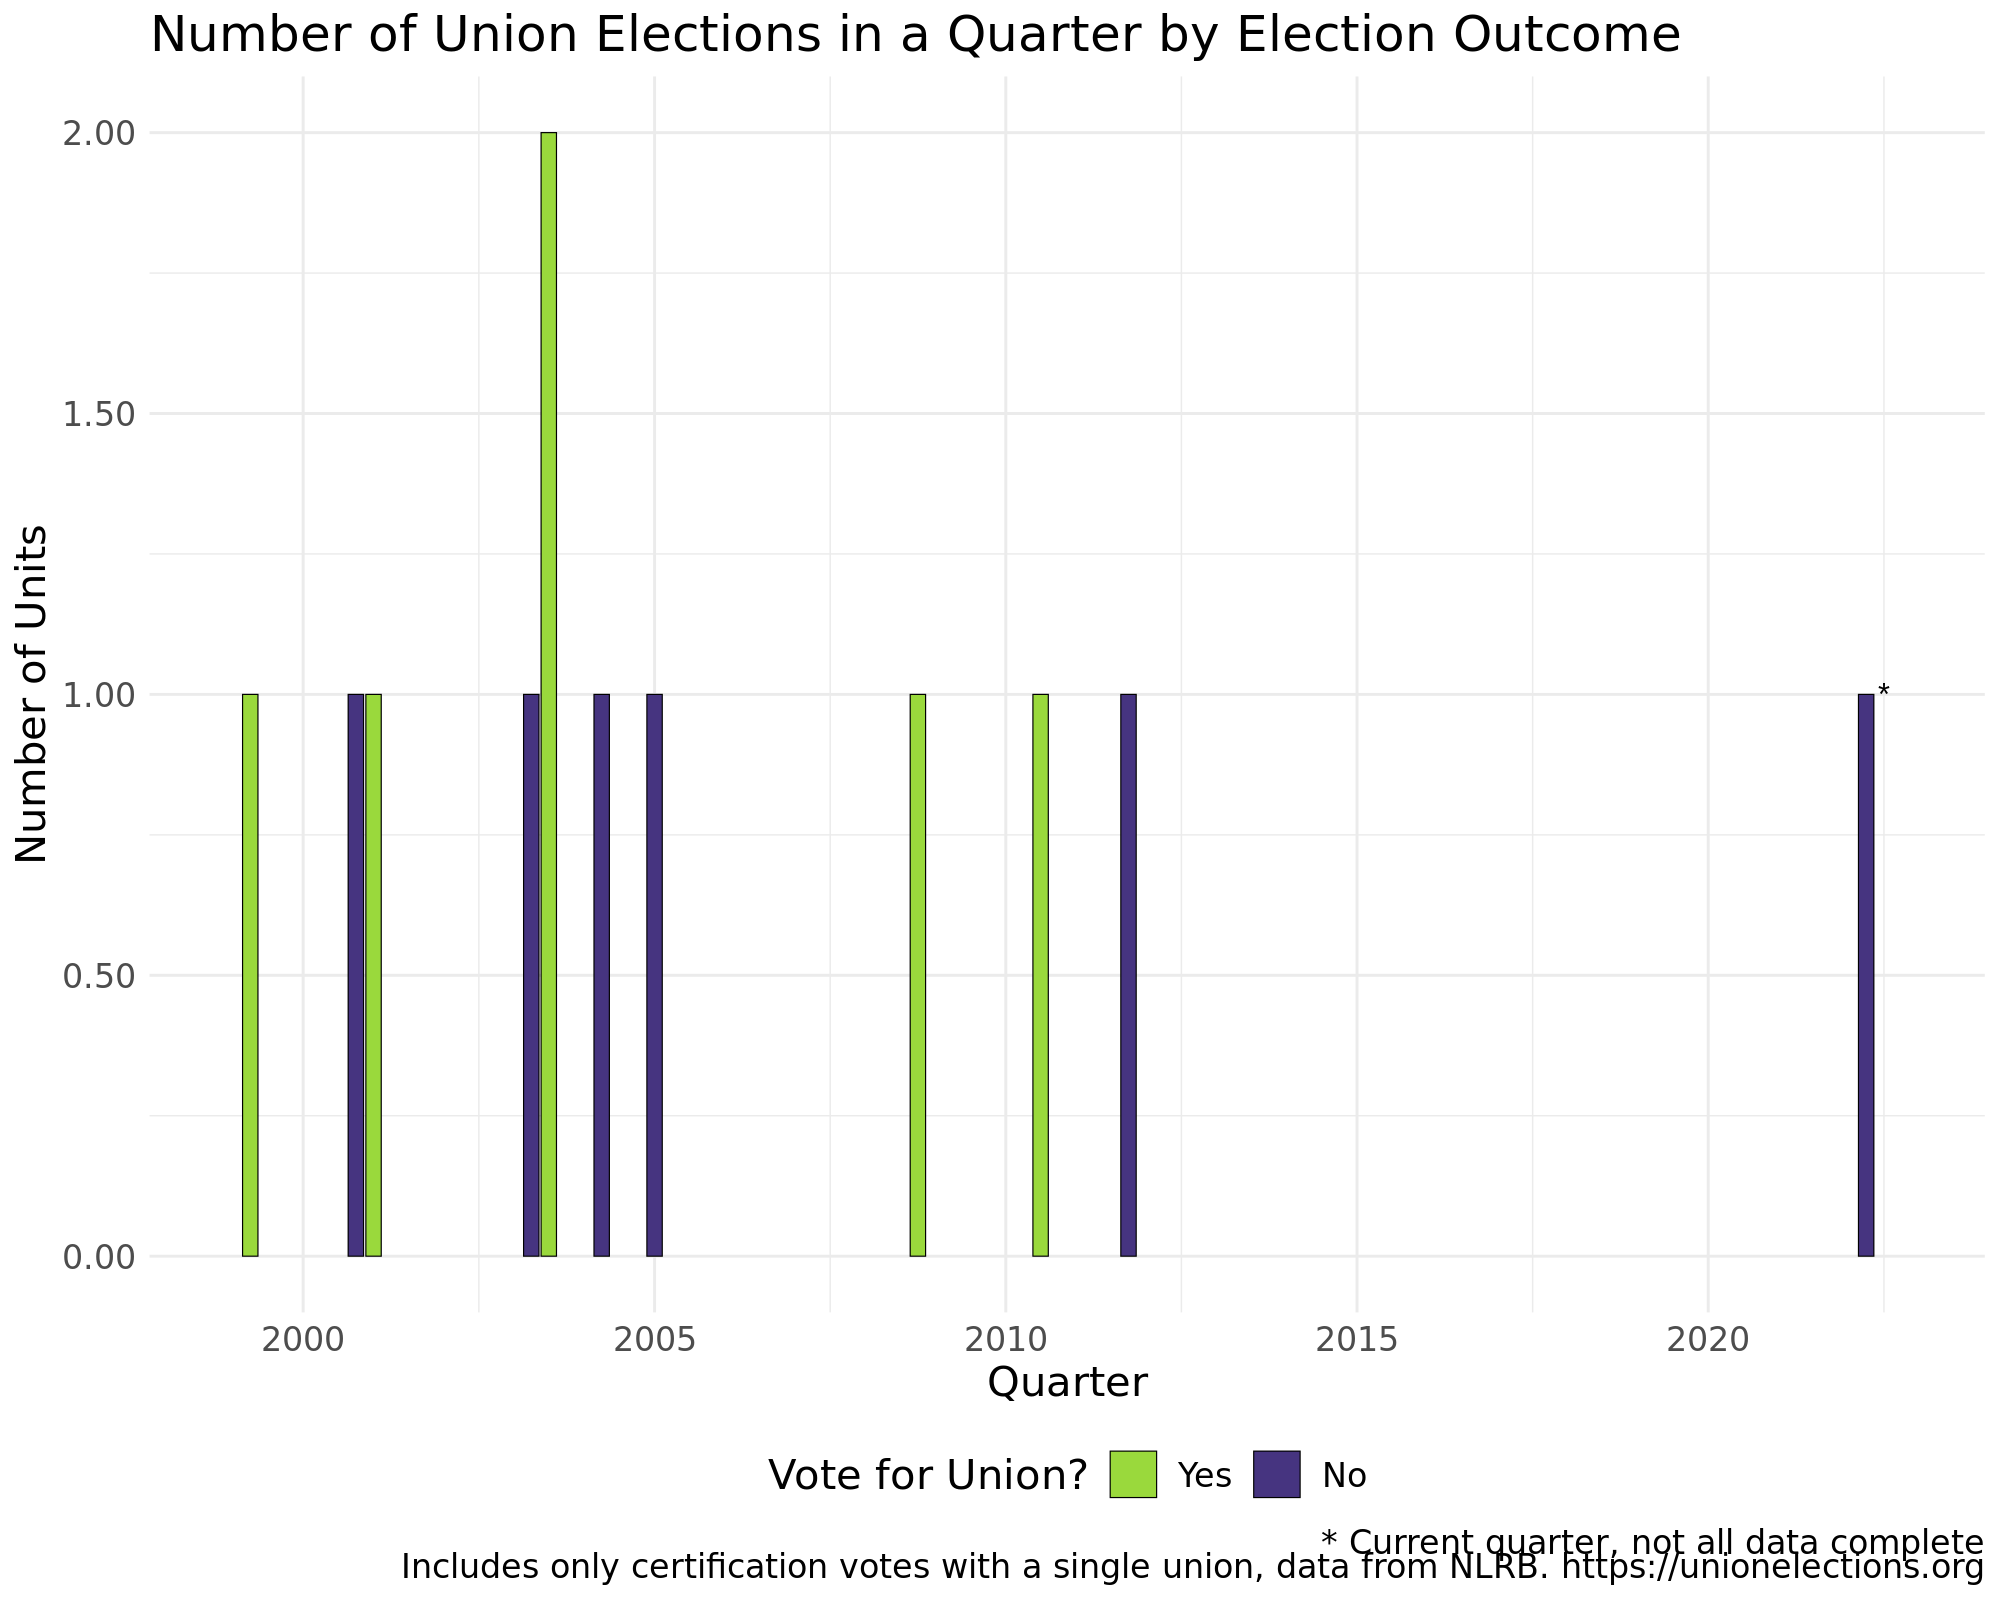 Number of Union Elections in a Quarter by Election Outcome
2.00
1.50
1.00
0.50
0.00
Number of Units
*
2000 2005 2010 2015 2020
Quarter
Vote for Union? Yes No
* Current quarter, not all data complete
Includes only certification votes with a single union, data from NLRB. https://unionelections.org